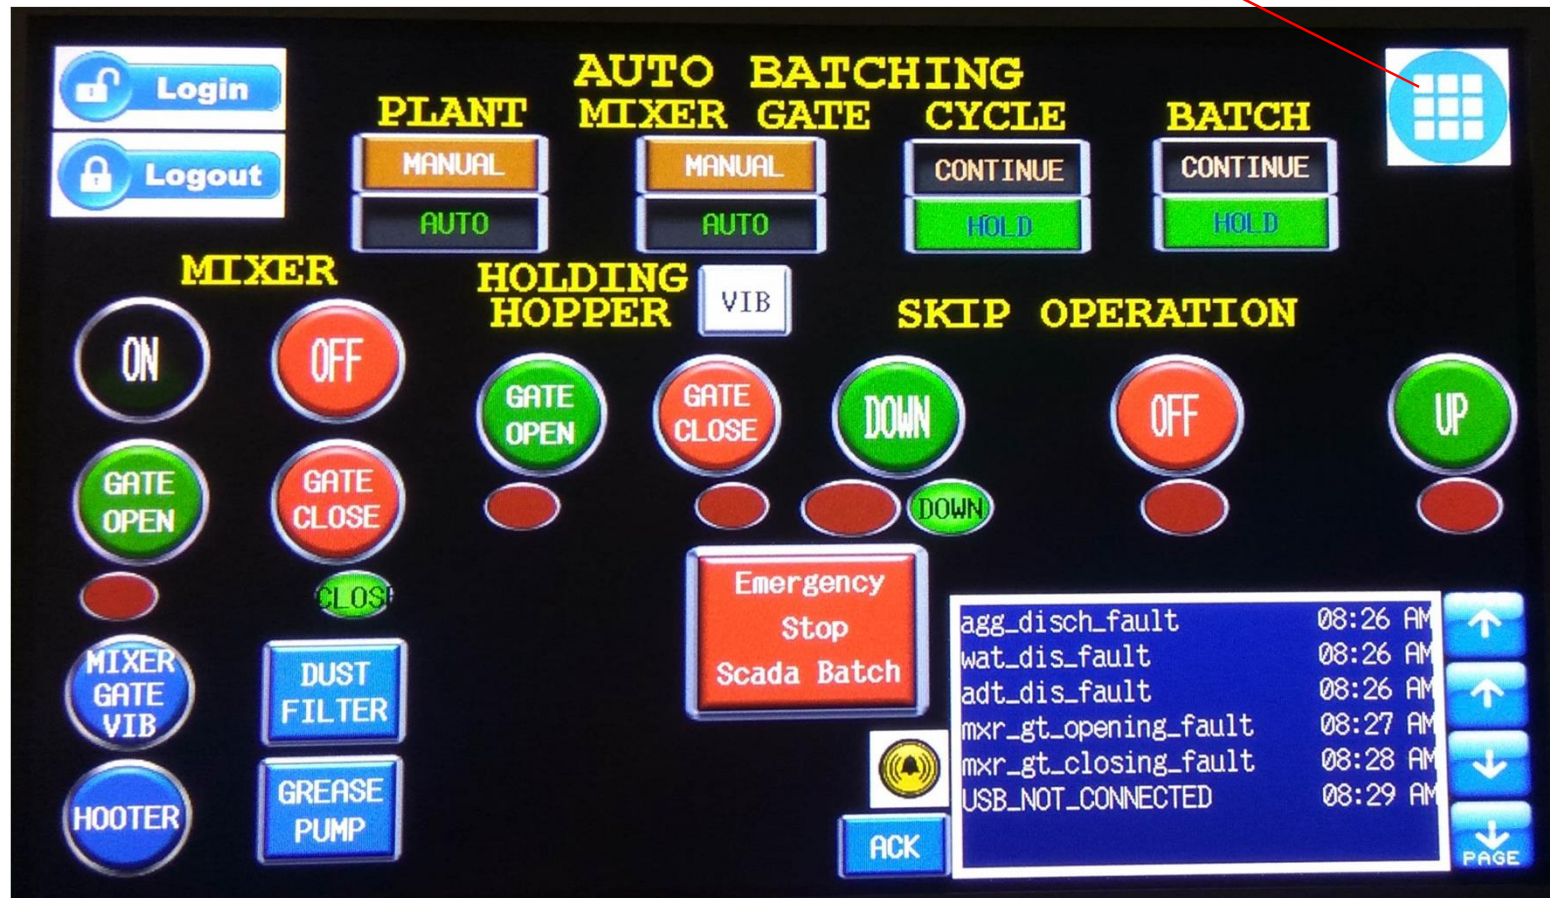 Login
Logout
AUTO BATCHING
PLANT MIXER GATE CYCLE BATCH
MANUAL MANUAL CONTINUE CONTINUE
AUTO AUTO HOLD HOLD
MIXER
HOLDING
HOPPER
VIB
SKIP OPERATION
ON OFF
GATE
OPEN
GATE
CLOSE
DOWN OFF UP
GATE
OPEN
GATE
CLOSE
DOWN
CLOSE
Emergency
Stop
Scada Batch
MIXER
GATE
VIB
DUST
FILTER
HOOTER
GREASE
PUMP
agg_disch_fault 08:26 AM
wat_dis_fault 08:26 AM
adt_dis_fault 08:26 AM
mxr_gt_opening_fault 08:27 AM
mxr_gt_closing_fault 08:28 AM
USB_NOT_CONNECTED 08:29 AM
ACK
PAGE